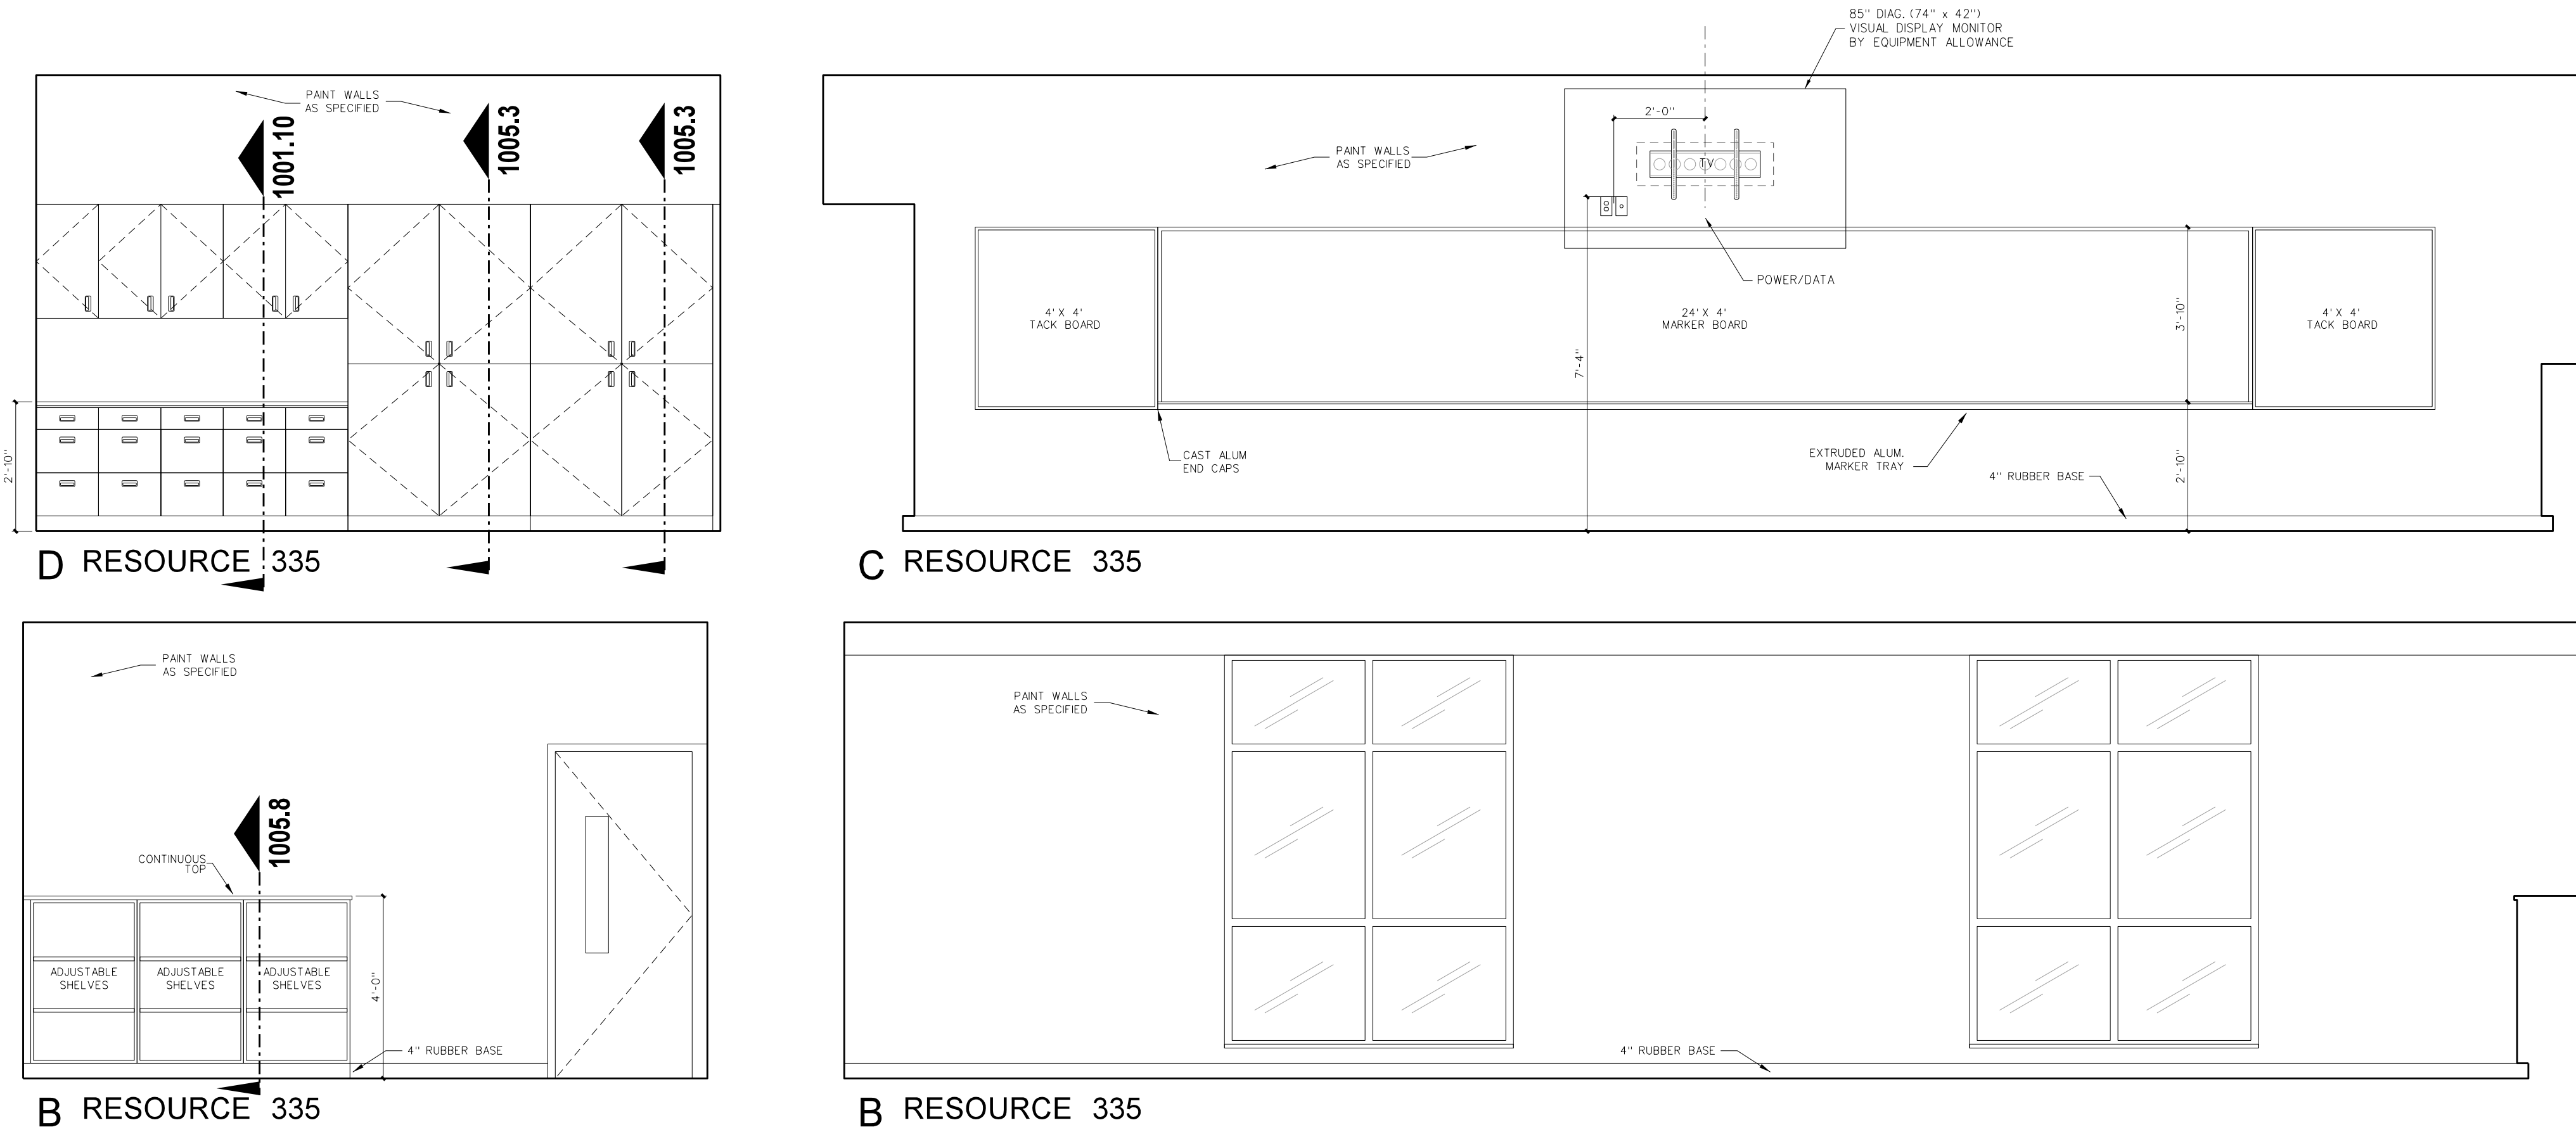 85" DIAG. (74" x 42")
VISUAL DISPLAY MONITOR
BY EQUIPMENT ALLOWANCE
PAINT WALLS
AS SPECIFIED
1001.10
1005.3
1005.3
2'-10"
D RESOURCE 335
2'-0"
PAINT WALLS
AS SPECIFIED
TV
POWER/DATA
4' X 4'
TACK BOARD
24' X 4'
MARKER BOARD
4' X 4'
TACK BOARD
3'-10"
7'-4"
CAST ALUM
END CAPS
EXTRUDED ALUM.
MARKER TRAY
4" RUBBER BASE
2'-10"
C RESOURCE 335
PAINT WALLS
AS SPECIFIED
1005.8
CONTINUOUS
TOP
ADJUSTABLE
SHELVES
ADJUSTABLE
SHELVES
ADJUSTABLE
SHELVES
4'-0"
4" RUBBER BASE
B RESOURCE 335
PAINT WALLS
AS SPECIFIED
4" RUBBER BASE
B RESOURCE 335